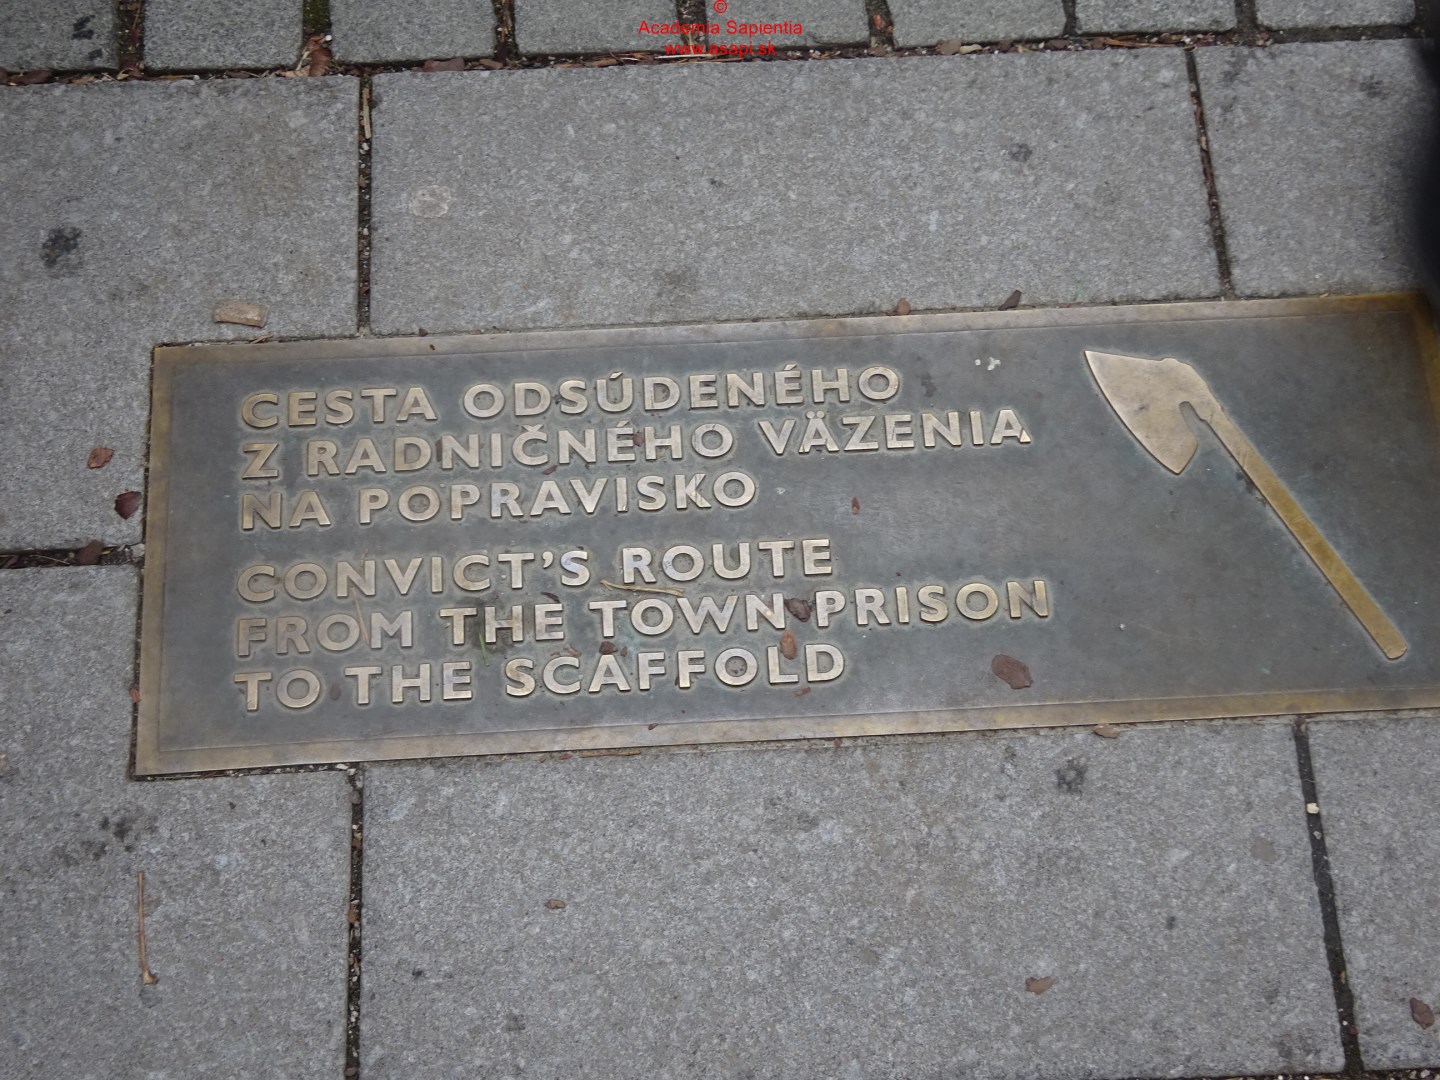 ©
Academia Sapientia
www.asapi.sk
CESTA ODSÚDENÉHO
Z RADNIČNÉHO VÄZENIA
NA POPRAVISKO
CONVICT'S ROUTE
FROM THE TOWN PRISON
TO THE SCAFFOLD